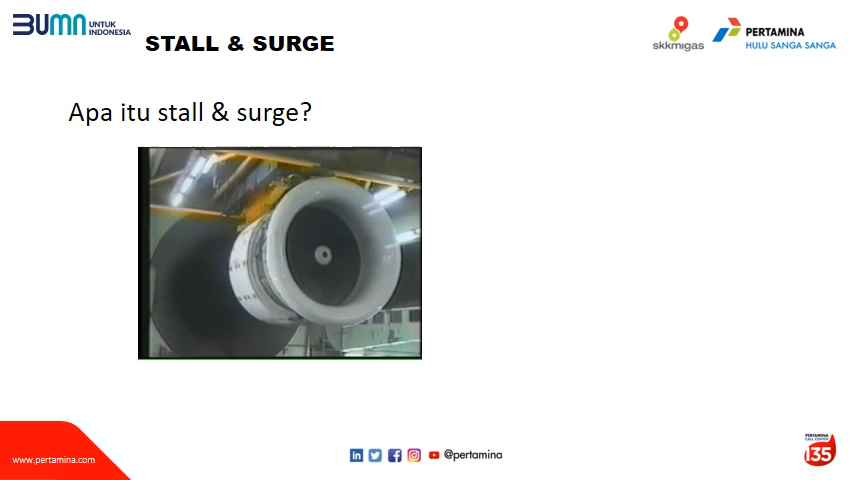 BUMN UNTUK
INDONESIA
STALL & SURGE
skkmigas
PERTAMINA
HULU SANGA SANGA
Apa itu stall & surge?
www.pertamina.com
@pertamina
PERTAMINA
CALL CENTER
135